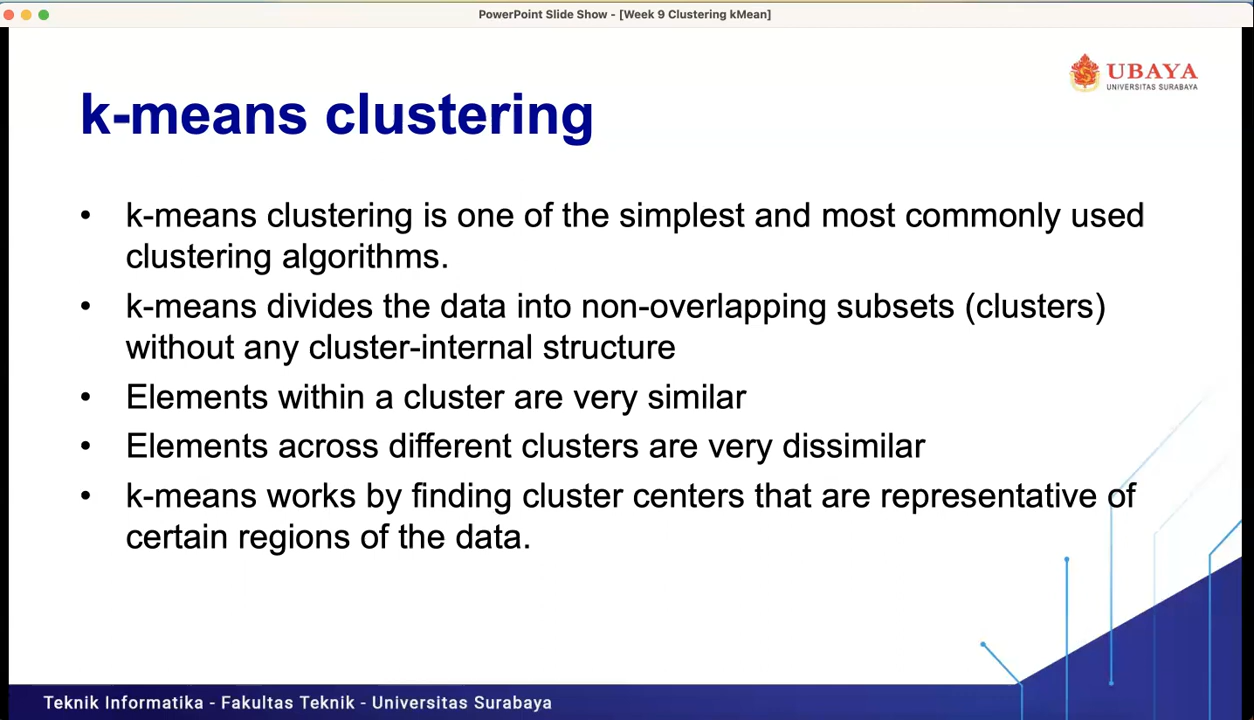 PowerPoint Slide Show - [Week 9 Clustering kMean]
UBAYA
UNIVERSITAS SURABAYA
k-means clustering
• k-means clustering is one of the simplest and most commonly used
clustering algorithms.
• k-means divides the data into non-overlapping subsets (clusters)
without any cluster-internal structure
• Elements within a cluster are very similar
• Elements across different clusters are very dissimilar
• k-means works by finding cluster centers that are representative of
certain regions of the data.
Teknik Informatika - Fakultas Teknik - Universitas Surabaya